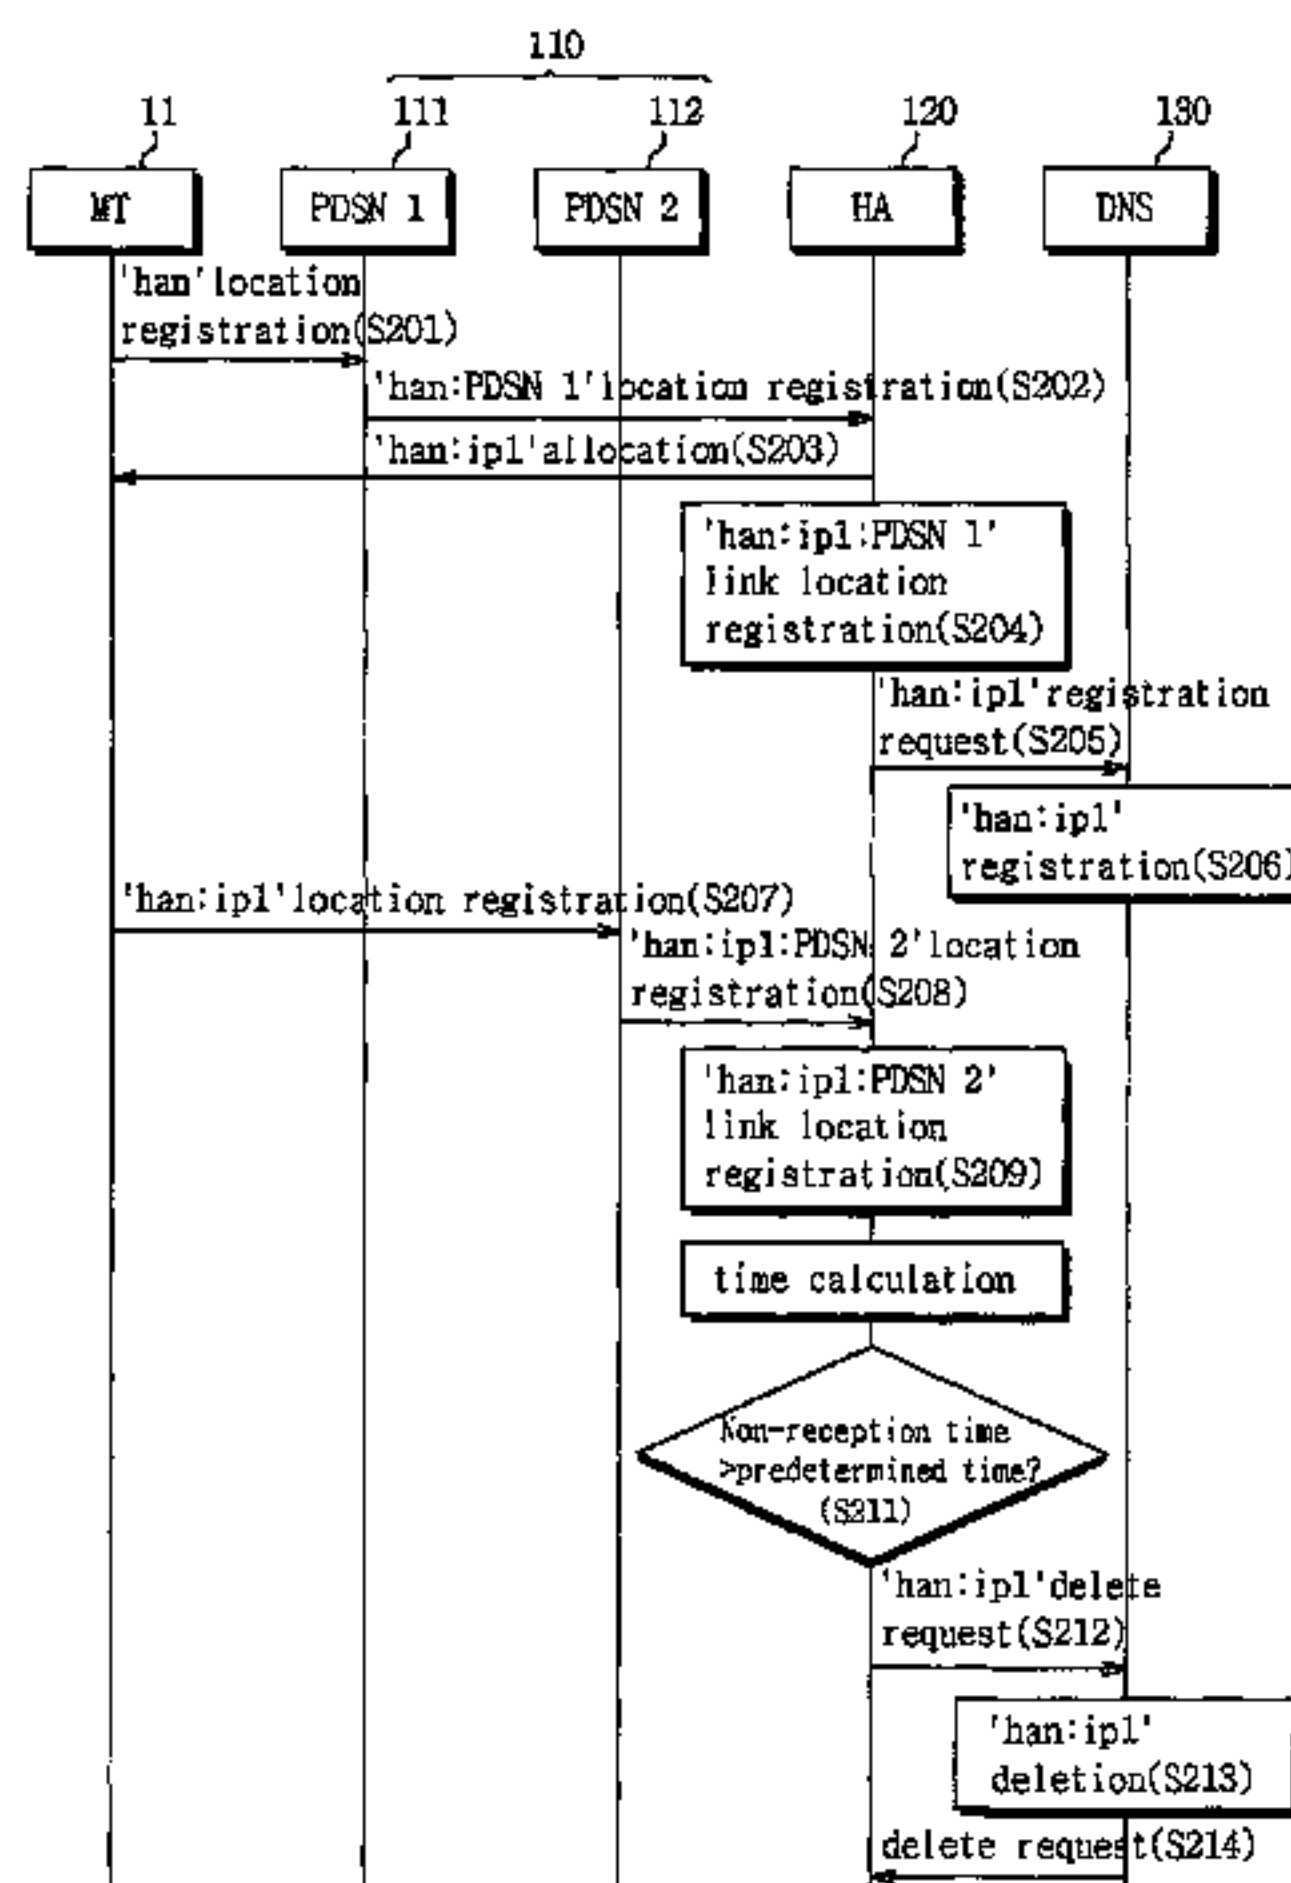 110
11 111 112 120 130
MT PDSN 1 PDSN 2 HA DNS
'han'location
registration(S201)
'han:PDSN 1'location registration(S202)
'han:ip1'allocation(S203)
'han:ip1:PDSN 1'
link location
registration(S204)
'han:ip1'registration
request(S205)
'han:ip1'
registration(S206)
'han:ip1'location registration(S207)
'han:ip1:PDSN 2'location
registration(S208)
'han:ip1:PDSN 2'
link location
registration(S209)
time calculation
Non-reception time
>predetermined time?
(S211)
'han:ip1'delete
request(S212)
'han:ip1'
deletion(S213)
delete request(S214)